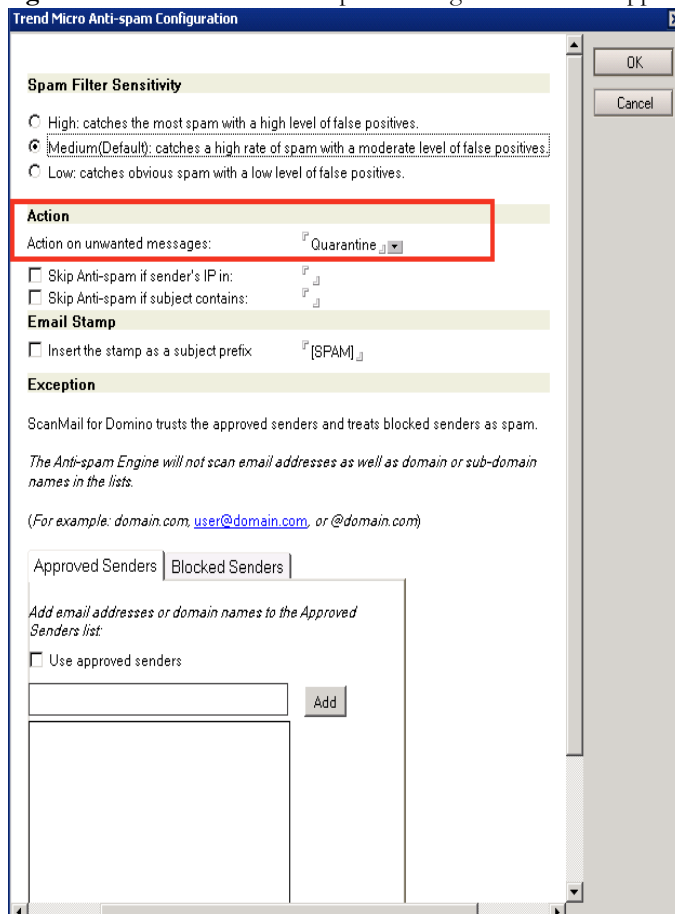 Trend Micro Anti-spam Configuration
OK
Cancel
Spam Filter Sensitivity
High: catches the most spam with a high level of false positives.
Medium(Default): catches a high rate of spam with a moderate level of false positives.
Low: catches obvious spam with a low level of false positives.
Action
Action on unwanted messages: Quarantine
Skip Anti-spam if sender's IP in:
Skip Anti-spam if subject contains:
Email Stamp
Insert the stamp as a subject prefix [SPAM]
Exception
ScanMail for Domino trusts the approved senders and treats blocked senders as spam.
The Anti-spam Engine will not scan email addresses as well as domain or sub-domain
names in the lists.
(For example: domain.com, user@domain.com, or @domain.com)
Approved Senders Blocked Senders
Add email addresses or domain names to the Approved
Senders list:
Use approved senders
Add